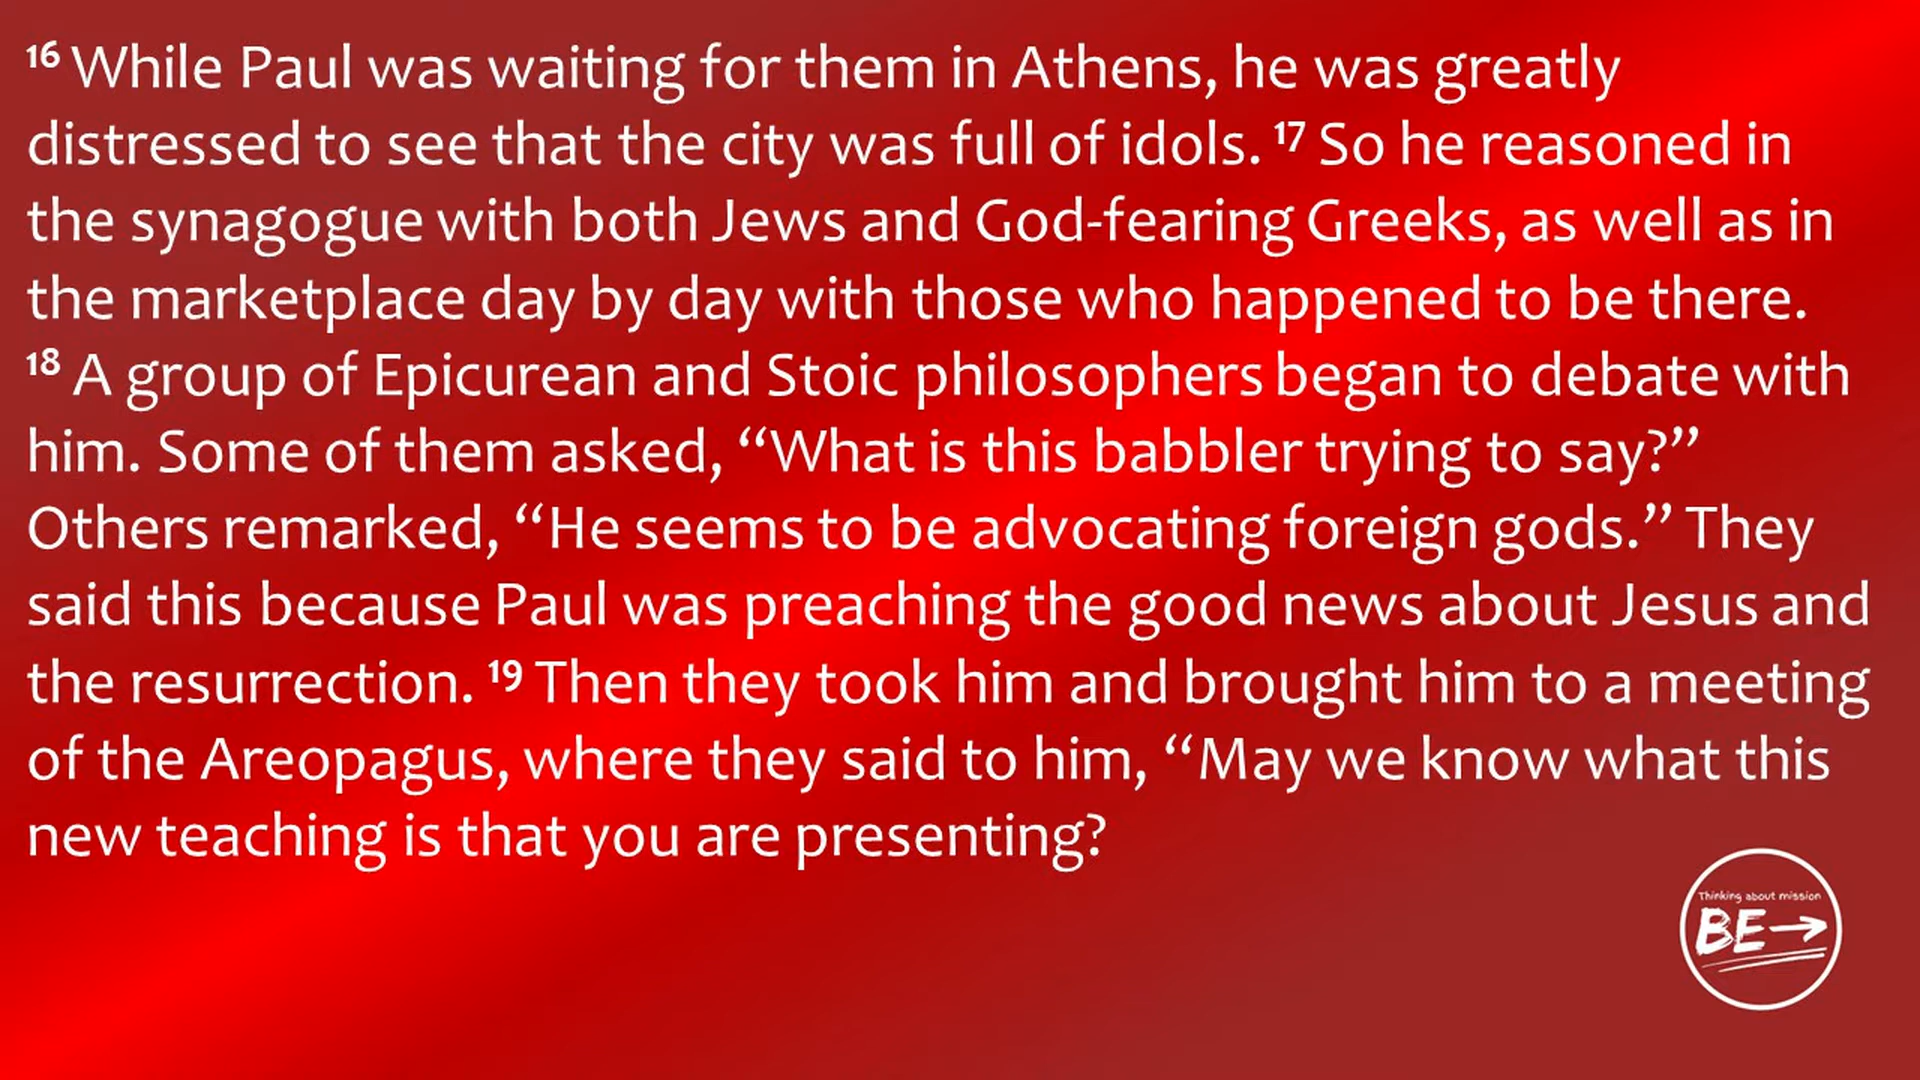 16 While Paul was waiting for them in Athens, he was greatly
distressed to see that the city was full of idols. 17 So he reasoned in
the synagogue with both Jews and God-fearing Greeks, as well as in
the marketplace day by day with those who happened to be there.
18 A group of Epicurean and Stoic philosophers began to debate with
him. Some of them asked, “What is this babbler trying to say?”
Others remarked, “He seems to be advocating foreign gods.” They
said this because Paul was preaching the good news about Jesus and
the resurrection. 19 Then they took him and brought him to a meeting
of the Areopagus, where they said to him, “May we know what this
new teaching is that you are presenting?
Thinking about mission
BE